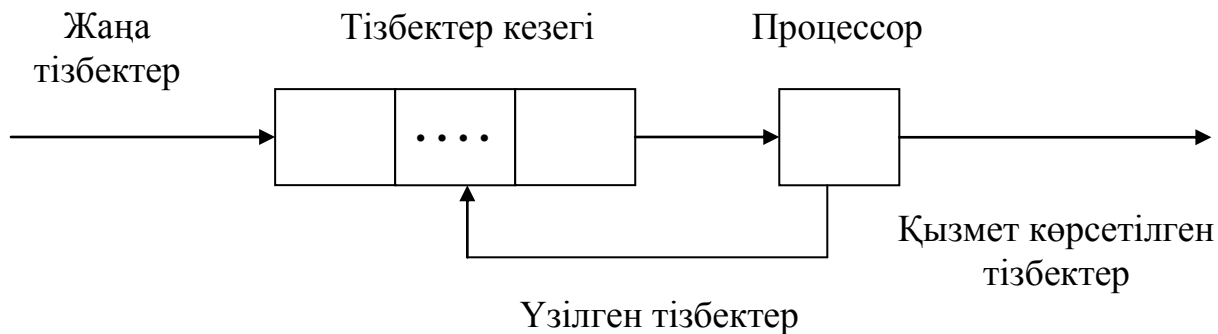 Жаңа
тізбектер
Тізбектер кезегі
Процессор
Қызмет көрсетілген
тізбектер
Үзілген тізбектер